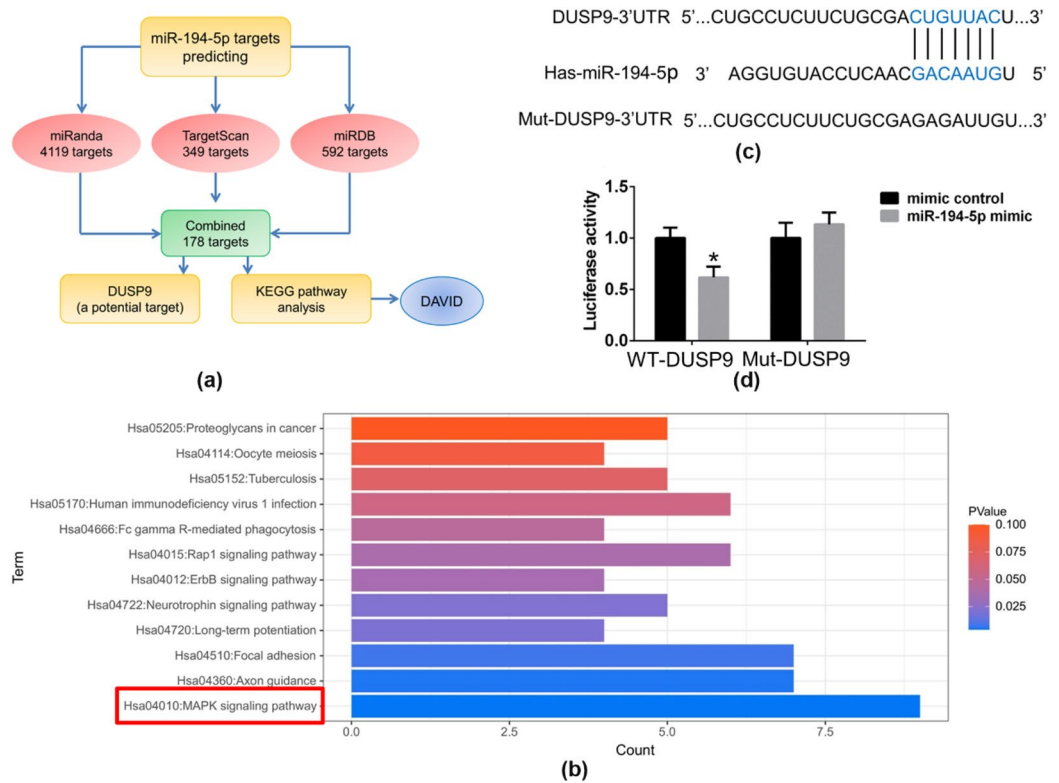 miR-194-5p targets
predicting
miRanda
4119 targets
TargetScan
349 targets
miRDB
592 targets
Combined
178 targets
DUSP9
(a potential target)
KEGG pathway
analysis
DAVID
(a)
DUSP9-3'UTR 5'...CUGCCUCUUCUGCGACUGUUACU...3'
Has-miR-194-5p 3' AGGUGUACCUCAACGACAAUGU 5'
Mut-DUSP9-3'UTR 5'...CUGCCUCUUCUGCGAGAGAUUGU...3'
(c)
Luciferase activity
1.5
1.0
0.5
0.0
*
WT-DUSP9 Mut-DUSP9
mimic control
miR-194-5p mimic
(d)
Term
Hsa05205:Proteoglycans in cancer
Hsa04114:Oocyte meiosis
Hsa05152:Tuberculosis
Hsa05170:Human immunodeficiency virus 1 infection
Hsa04666:Fc gamma R-mediated phagocytosis
Hsa04015:Rap1 signaling pathway
Hsa04012:ErbB signaling pathway
Hsa04722:Neurotrophin signaling pathway
Hsa04720:Long-term potentiation
Hsa04510:Focal adhesion
Hsa04360:Axon guidance
Hsa04010:MAPK signaling pathway
0.0 2.5 5.0 7.5
Count
PValue
0.100
0.075
0.050
0.025
(b)